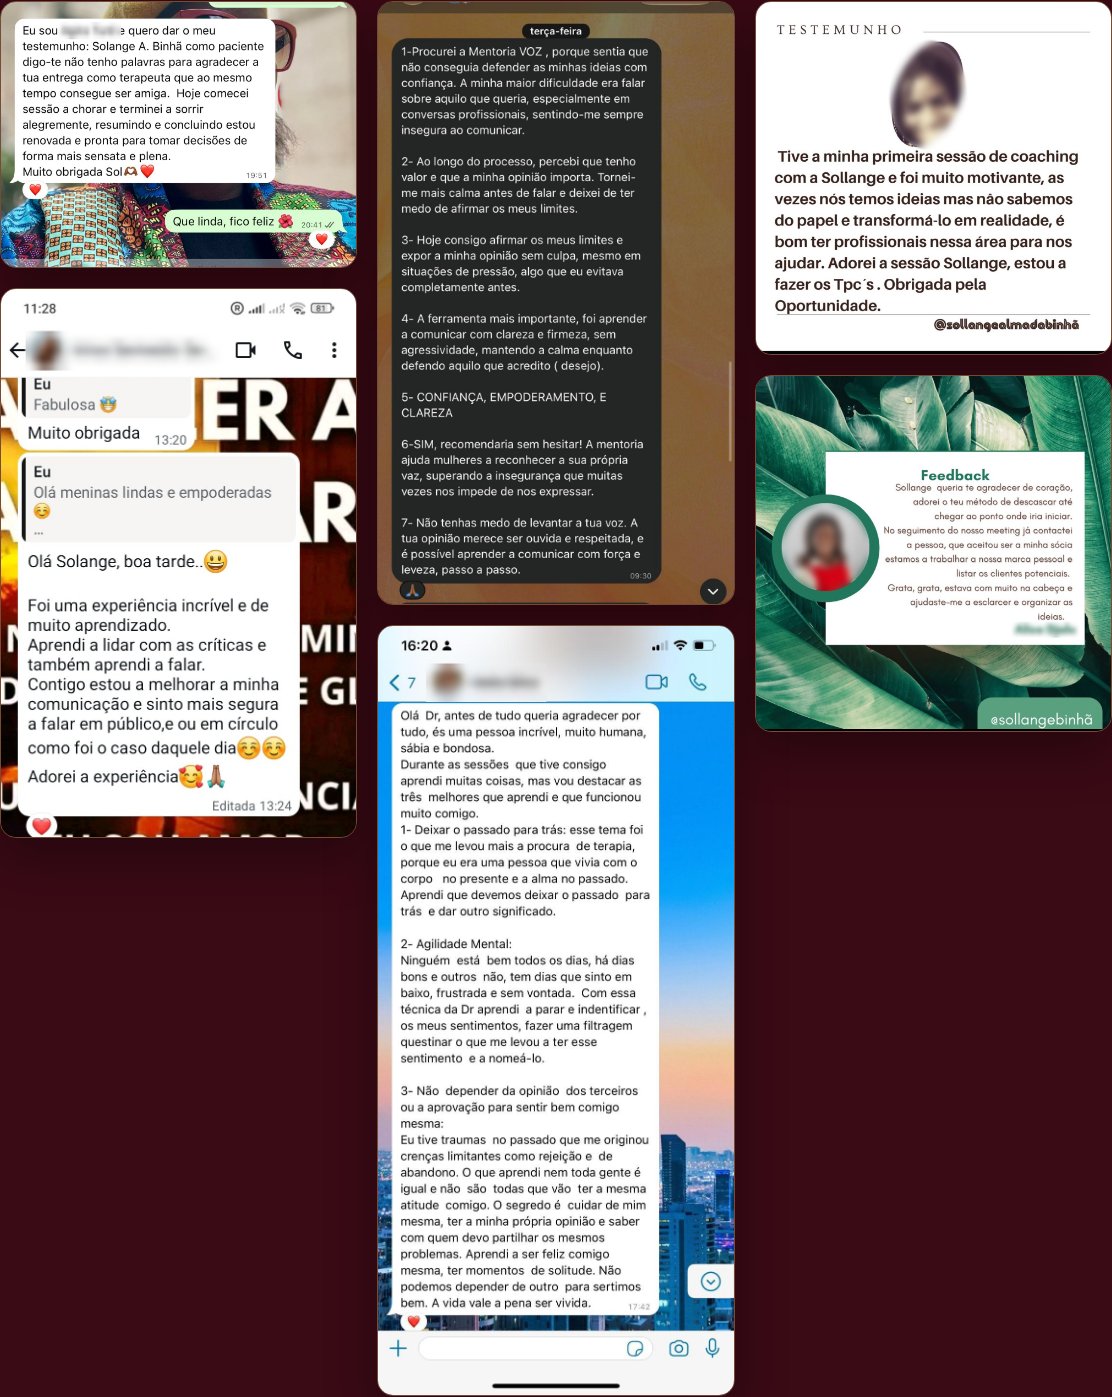 Eu sou e quero dar o meu
testemunho: Solange A. Binhã como paciente
digo-te não tenho palavras para agradecer a
tua entrega como terapeuta que ao mesmo
tempo consegue ser amiga. Hoje comecei
sessão a chorar e terminei a sorrir
alegremente, resumindo e concluindo estou
renovada e pronta para tomar decisões de
forma mais sensata e plena.
Muito obrigada Sol🫶🏾❤️
19:51
Que linda, fico feliz 🌺 20:41
11:28
81
Eu
Fabulosa 🤠
Muito obrigada 13:20
Eu
Olá meninas lindas e empoderadas
☺️
...
Olá Solange, boa tarde..😃
Foi uma experiência incrível e de
muito aprendizado.
Aprendi a lidar com as críticas e
também aprendi a falar.
Contigo estou a melhorar a minha
comunicação e sinto mais segura
a falar em público,e ou em círculo
como foi o caso daquele dia☺️☺️
Adorei a experiência🥰🙏🏾
Editada 13:24
terça-feira
1-Procurei a Mentoria VOZ , porque sentia que
não conseguia defender as minhas ideias com
confiança. A minha maior dificuldade era falar
sobre aquilo que queria, especialmente em
conversas profissionais, sentindo-me sempre
insegura ao comunicar.
2- Ao longo do processo, percebi que tenho
valor e que a minha opinião importa. Tornei-
me mais calma antes de falar e deixei de ter
medo de afirmar os meus limites.
3- Hoje consigo afirmar os meus limites e
expor a minha opinião sem culpa, mesmo em
situações de pressão, algo que eu evitava
completamente antes.
4- A ferramenta mais importante, foi aprender
a comunicar com clareza e firmeza, sem
agressividade, mantendo a calma enquanto
defendo aquilo que acredito ( desejo).
5- CONFIANÇA, EMPODERAMENTO, E
CLAREZA
6-SIM, recomendaria sem hesitar! A mentoria
ajuda mulheres a reconhecer a sua própria
vaz, superando a insegurança que muitas
vezes nos impede de nos expressar.
7- Não tenhas medo de levantar a tua voz. A
tua opinião merece ser ouvida e respeitada, e
é possível aprender a comunicar com força e
leveza, passo a passo.
09:30
16:20
7
Olá Dr, antes de tudo queria agradecer por
tudo, és uma pessoa incrível, muito humana,
sábia e bondosa.
Durante as sessões que tive consigo
aprendi muitas coisas, mas vou destacar as
três melhores que aprendi e que funcionou
muito comigo.
1- Deixar o passado para trás: esse tema foi
o que me levou mais a procura de terapia,
porque eu era uma pessoa que vivia com o
corpo no presente e a alma no passado.
Aprendi que devemos deixar o passado para
trás e dar outro significado.
2- Agilidade Mental:
Ninguém está bem todos os dias, há dias
bons e outros não, tem dias que sinto em
baixo, frustrada e sem vontada. Com essa
técnica da Dr aprendi a parar e indentificar ,
os meus sentimentos, fazer uma filtragem
questinar o que me levou a ter esse
sentimento e a nomeá-lo.
3- Não depender da opinião dos terceiros
ou a aprovação para sentir bem comigo
mesma:
Eu tive traumas no passado que me originou
crenças limitantes como rejeição e de
abandono. O que aprendi nem toda gente é
igual e não são todas que vão ter a mesma
atitude comigo. O segredo é cuidar de mim
mesma, ter a minha própria opinião e saber
com quem devo partilhar os mesmos
problemas. Aprendi a ser feliz comigo
mesma, ter momentos de solitude. Não
podemos depender de outro para sertimos
bem. A vida vale a pena ser vivida.
17:42
TESTEMUNHO
Tive a minha primeira sessão de coaching
com a Sollange e foi muito motivante, as
vezes nós temos ideias mas não sabemos
do papel e transformá-lo em realidade, é
bom ter profissionais nessa área para nos
ajudar. Adorei a sessão Sollange, estou a
fazer os Tpc´s . Obrigada pela
Oportunidade.
@sollangealmadabinhã
Feedback
Sollange queria te agradecer de coração,
adorei o teu método de descascar até
chegar ao ponto onde iria iniciar.
No seguimento do nosso meeting já contactei
a pessoa, que aceitou ser a minha sócia
estamos a trabalhar a nossa marca pessoal e
listar os clientes potenciais.
Grata, grata, estava com muito na cabeça e
ajudaste-me a esclarcer e organizar as
ideias.
@sollangebinhã